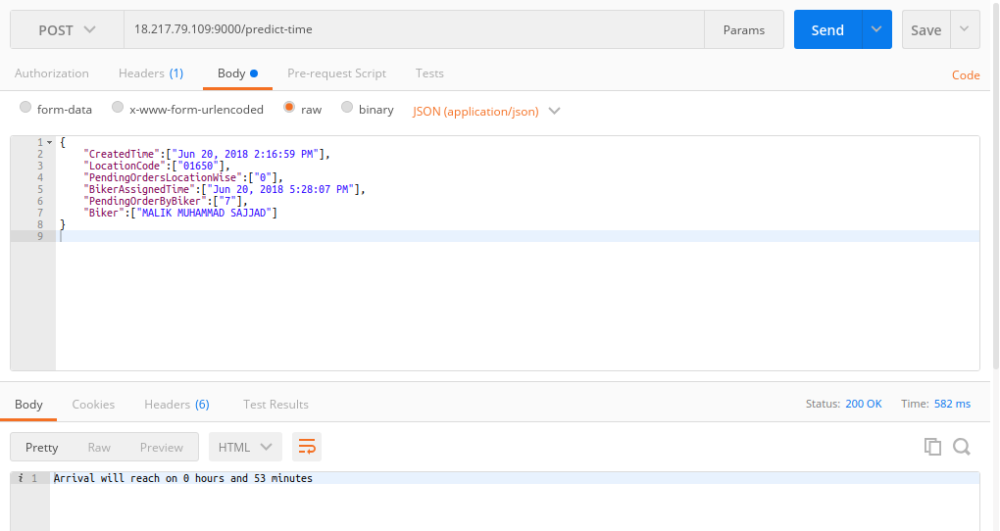 POST 18.217.79.109:9000/predict-time Params Send Save
Authorization Headers (1) Body Pre-request Script Tests Code
form-data x-www-form-urlencoded raw binary JSON (application/json)
1 {
2 "CreatedTime":["Jun 20, 2018 2:16:59 PM"],
3 "LocationCode":["01650"],
4 "PendingOrdersLocationWise":["0"],
5 "BikerAssignedTime":["Jun 20, 2018 5:28:07 PM"],
6 "PendingOrderByBiker":["7"],
7 "Biker":["MALIK MUHAMMAD SAJJAD"]
8 }
9
Body Cookies Headers (6) Test Results Status: 200 OK Time: 582 ms
Pretty Raw Preview HTML
i 1 Arrival will reach on 0 hours and 53 minutes